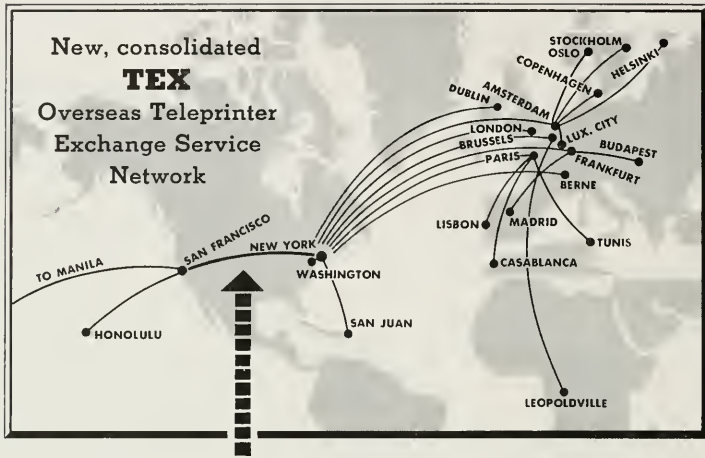 New, consolidated
TEX
Overseas Teleprinter
Exchange Service
Network
STOCKHOLM
OSLO
HELSINKI
COPENHAGEN
DUBLIN
AMSTERDAM
LONDON
LUX. CITY
BRUSSELS
BUDAPEST
PARIS
FRANKFURT
BERNE
LISBON
MADRID
TUNIS
CASABLANCA
SAN FRANCISCO
NEW YORK
WASHINGTON
TO MANILA
HONOLULU
SAN JUAN
LEOPOLDVILLE